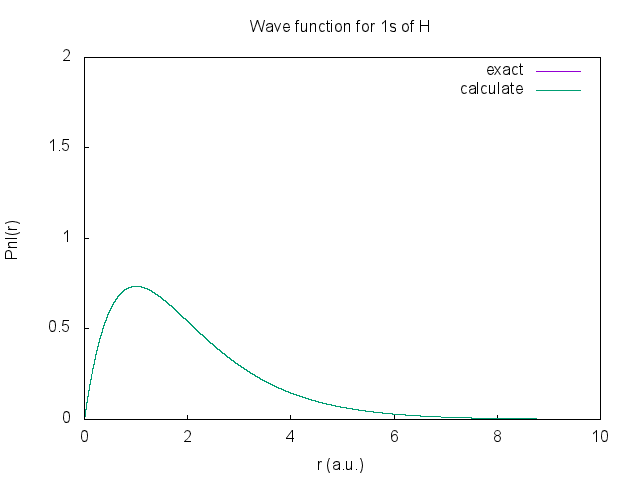 Wave function for 1s of H
2
exact
calculate
1.5
1
Pnl(r)
0.5
0
0 2 4 6 8 10
r (a.u.)